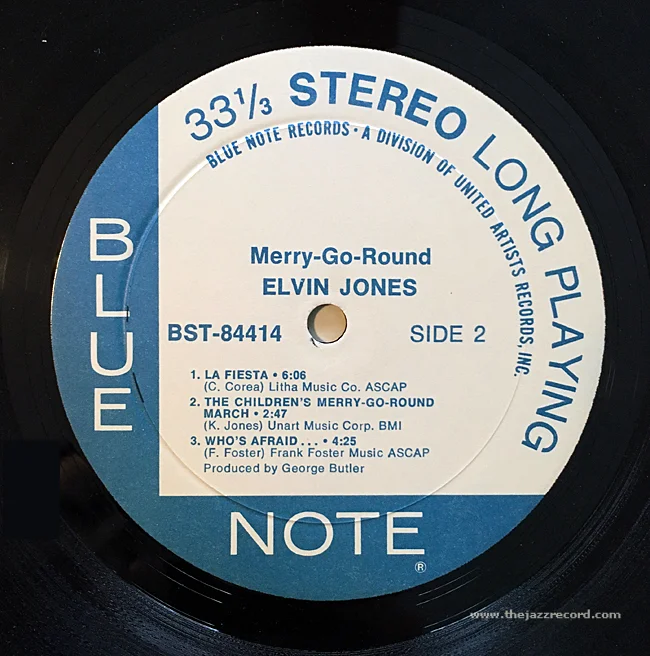 33⅓ STEREO LONG PLAYING
BLUE NOTE RECORDS • A DIVISION OF UNITED ARTISTS RECORDS, INC.
Merry-Go-Round
ELVIN JONES
BST-84414
SIDE 2
1. LA FIESTA • 6:06
(C. Corea) Litha Music Co. ASCAP
2. THE CHILDREN'S MERRY-GO-ROUND
MARCH • 2:47
(K. Jones) Unart Music Corp. BMI
3. WHO'S AFRAID . . . • 4:25
(F. Foster) Frank Foster Music ASCAP
Produced by George Butler
BLUE
NOTE
®
www.thejazzrecord.com